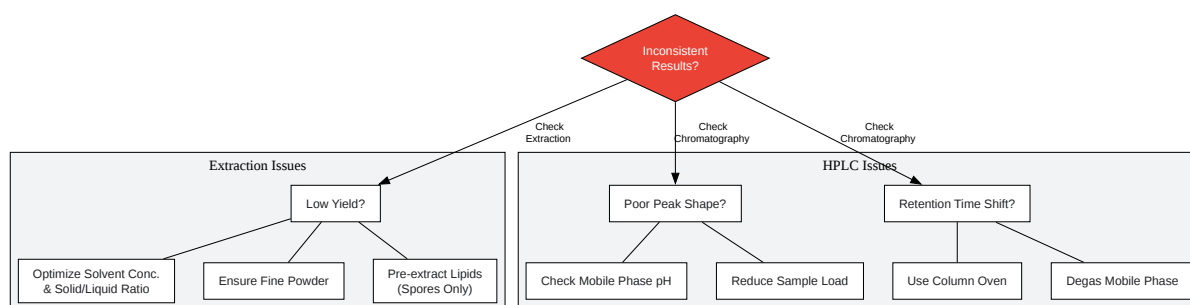 Inconsistent
Results?
Check
Extraction
Check
Chromatography
Check
Chromatography
Extraction Issues
HPLC Issues
Low Yield?
Poor Peak Shape?
Retention Time Shift?
Optimize Solvent Conc.
& Solid/Liquid Ratio
Ensure Fine Powder
Pre-extract Lipids
(Spores Only)
Check Mobile Phase pH
Reduce Sample Load
Use Column Oven
Degas Mobile Phase